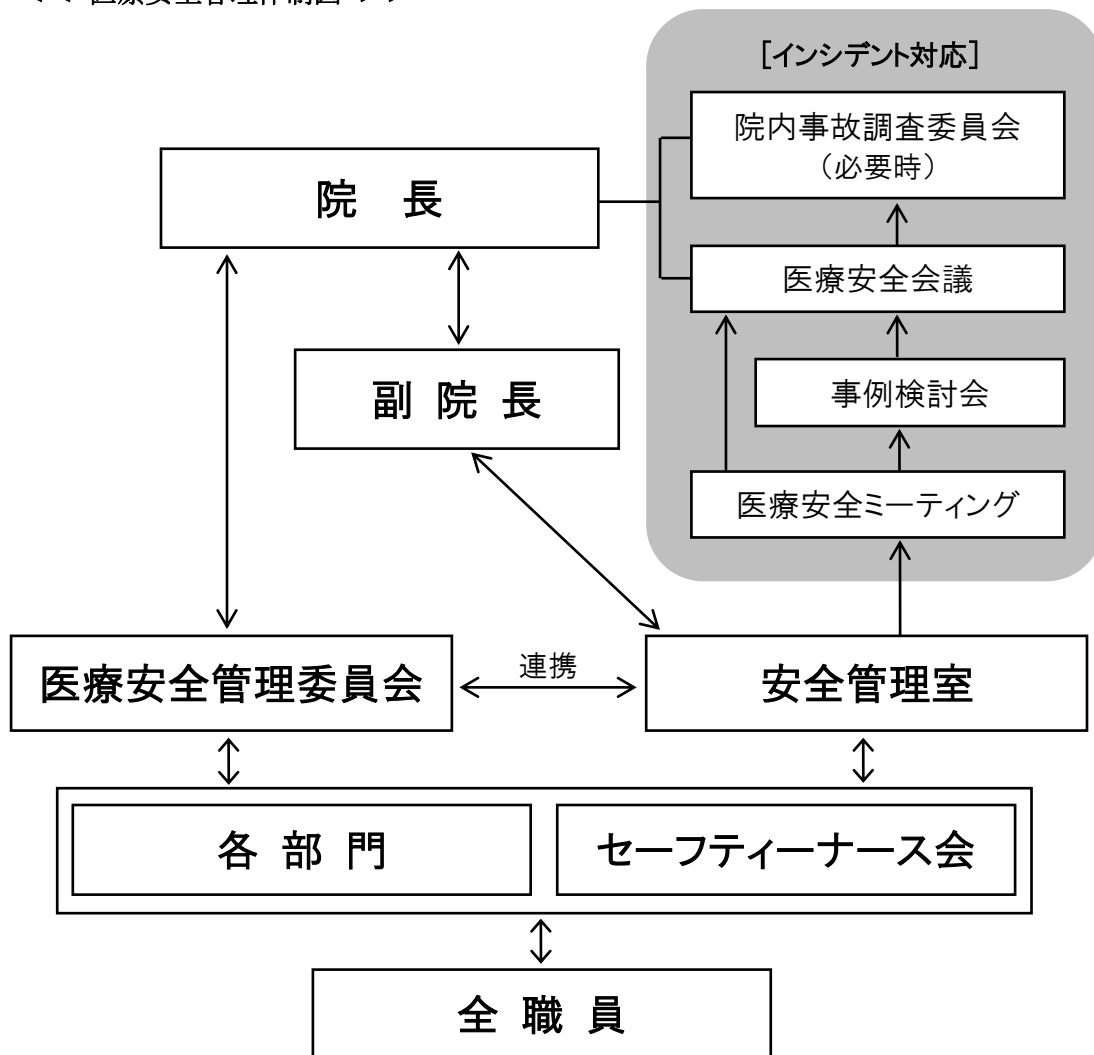 [インシデント対応]
院内事故調査委員会
（必要時）
院　長
医療安全会議
副 院 長
事例検討会
医療安全ミーティング
医療安全管理委員会
連携
安全管理室
各 部 門
セーフティーナース会
全 職 員